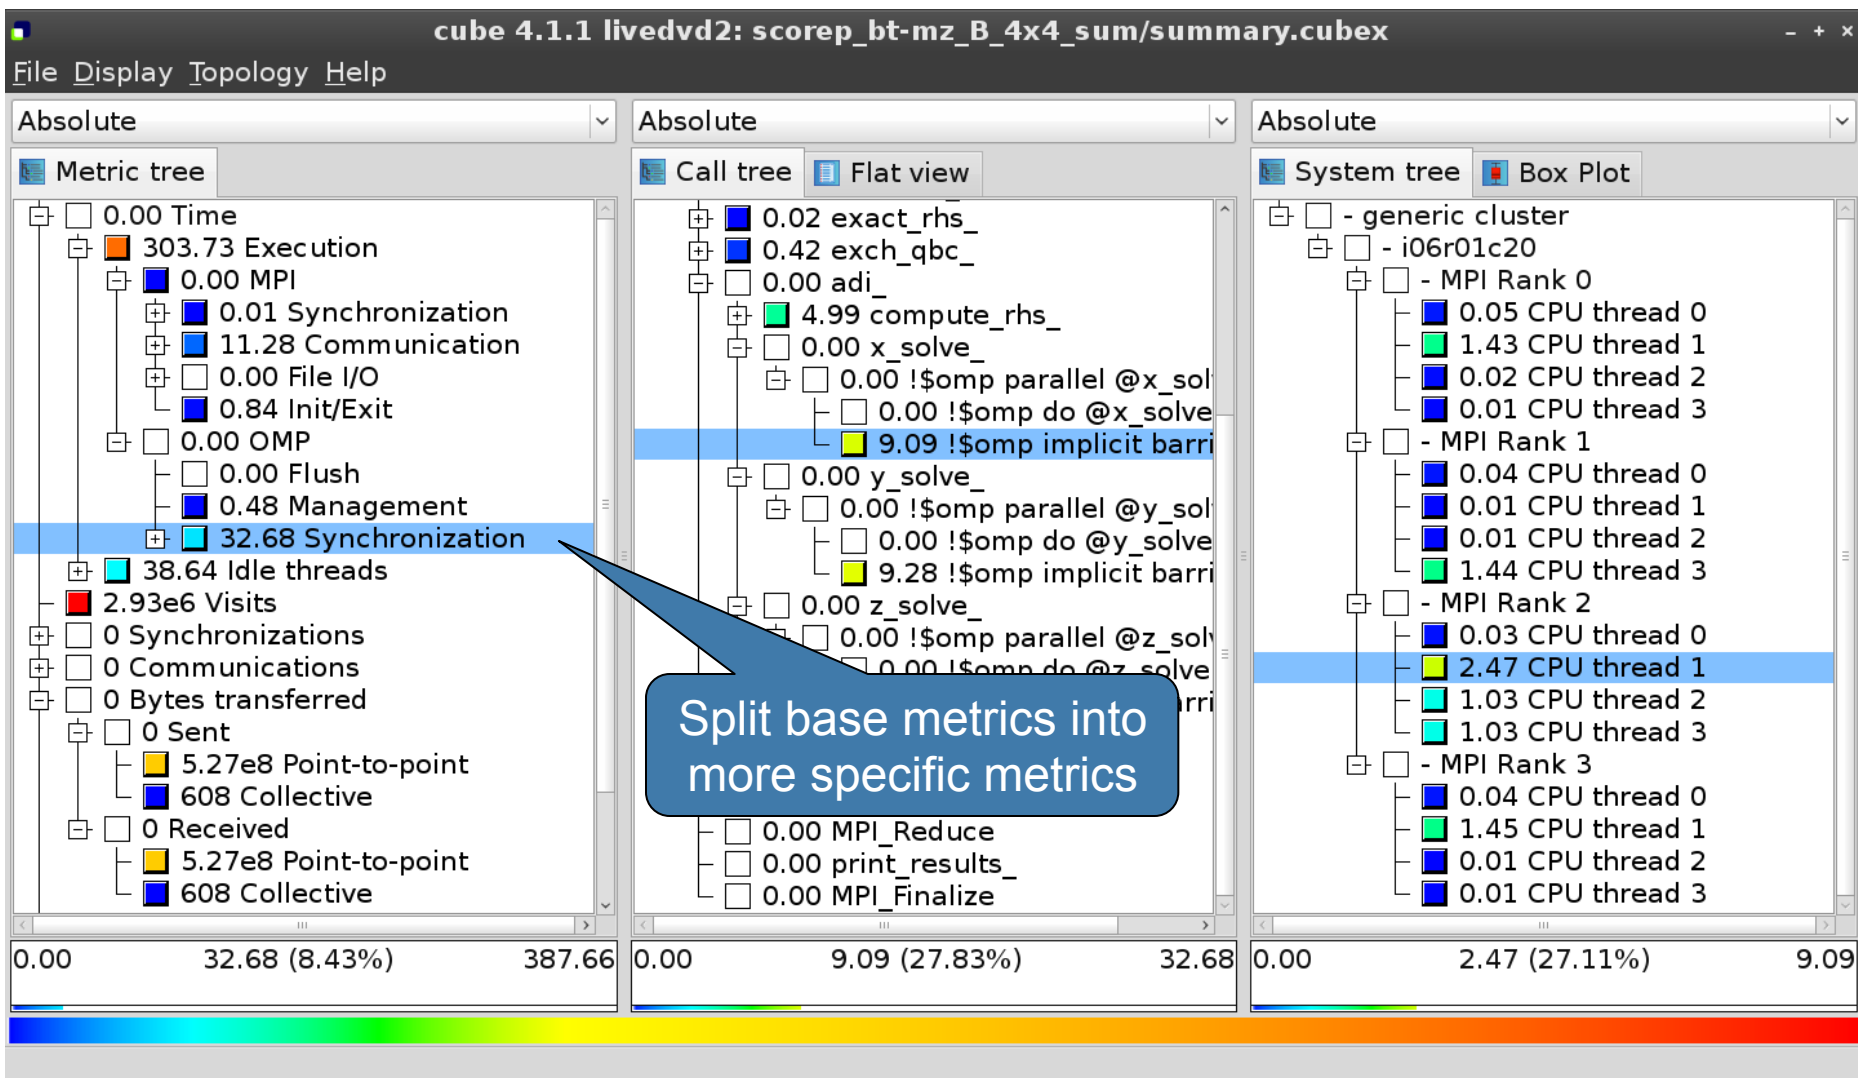 cube 4.1.1 livedvd2: scorep_bt-mz_B_4x4_sum/summary.cubex
File Display Topology Help
Absolute
Metric tree
0.00 Time
303.73 Execution
0.00 MPI
0.01 Synchronization
11.28 Communication
0.00 File I/O
0.84 Init/Exit
0.00 OMP
0.00 Flush
0.48 Management
32.68 Synchronization
38.64 Idle threads
2.93e6 Visits
0 Synchronizations
0 Communications
0 Bytes transferred
0 Sent
5.27e8 Point-to-point
608 Collective
0 Received
5.27e8 Point-to-point
608 Collective
0.00 32.68 (8.43%) 387.66
Absolute
Call tree Flat view
0.02 exact_rhs_
0.42 exch_qbc_
0.00 adi_
4.99 compute_rhs_
0.00 x_solve_
0.00 !$omp parallel @x_sol
0.00 !$omp do @x_solve
9.09 !$omp implicit barri
0.00 y_solve_
0.00 !$omp parallel @y_sol
0.00 !$omp do @y_solve
9.28 !$omp implicit barri
0.00 z_solve_
0.00 !$omp parallel @z_solv
0.00 !$omp do @z_solve
Split base metrics into
more specific metrics
0.00 MPI_Reduce
0.00 print_results_
0.00 MPI_Finalize
0.00 9.09 (27.83%) 32.68
Absolute
System tree Box Plot
- generic cluster
- i06r01c20
- MPI Rank 0
0.05 CPU thread 0
1.43 CPU thread 1
0.02 CPU thread 2
0.01 CPU thread 3
- MPI Rank 1
0.04 CPU thread 0
0.01 CPU thread 1
0.01 CPU thread 2
1.44 CPU thread 3
- MPI Rank 2
0.03 CPU thread 0
2.47 CPU thread 1
1.03 CPU thread 2
1.03 CPU thread 3
- MPI Rank 3
0.04 CPU thread 0
1.45 CPU thread 1
0.01 CPU thread 2
0.01 CPU thread 3
0.00 2.47 (27.11%) 9.09